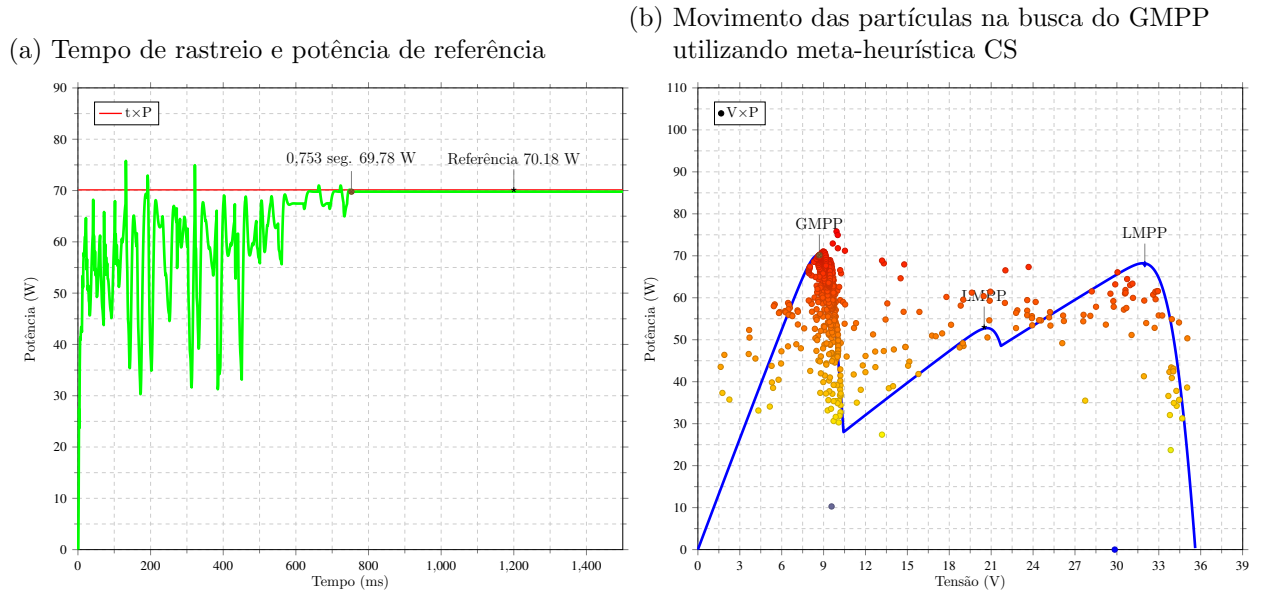 (a) Tempo de rastreio e potência de referência
90
80
70
60
50
40
30
20
10
0
Potência (W)
t×P
0,753 seg. 69,78 W
Referência 70.18 W
0 200 400 600 800 1,000 1,200 1,400
Tempo (ms)
(b) Movimento das partículas na busca do GMPP
utilizando meta-heurística CS
110
100
90
80
70
60
50
40
30
20
10
0
Potência (W)
V×P
GMPP
LMPP
LMPP
0 3 6 9 12 15 18 21 24 27 30 33 36 39
Tensão (V)